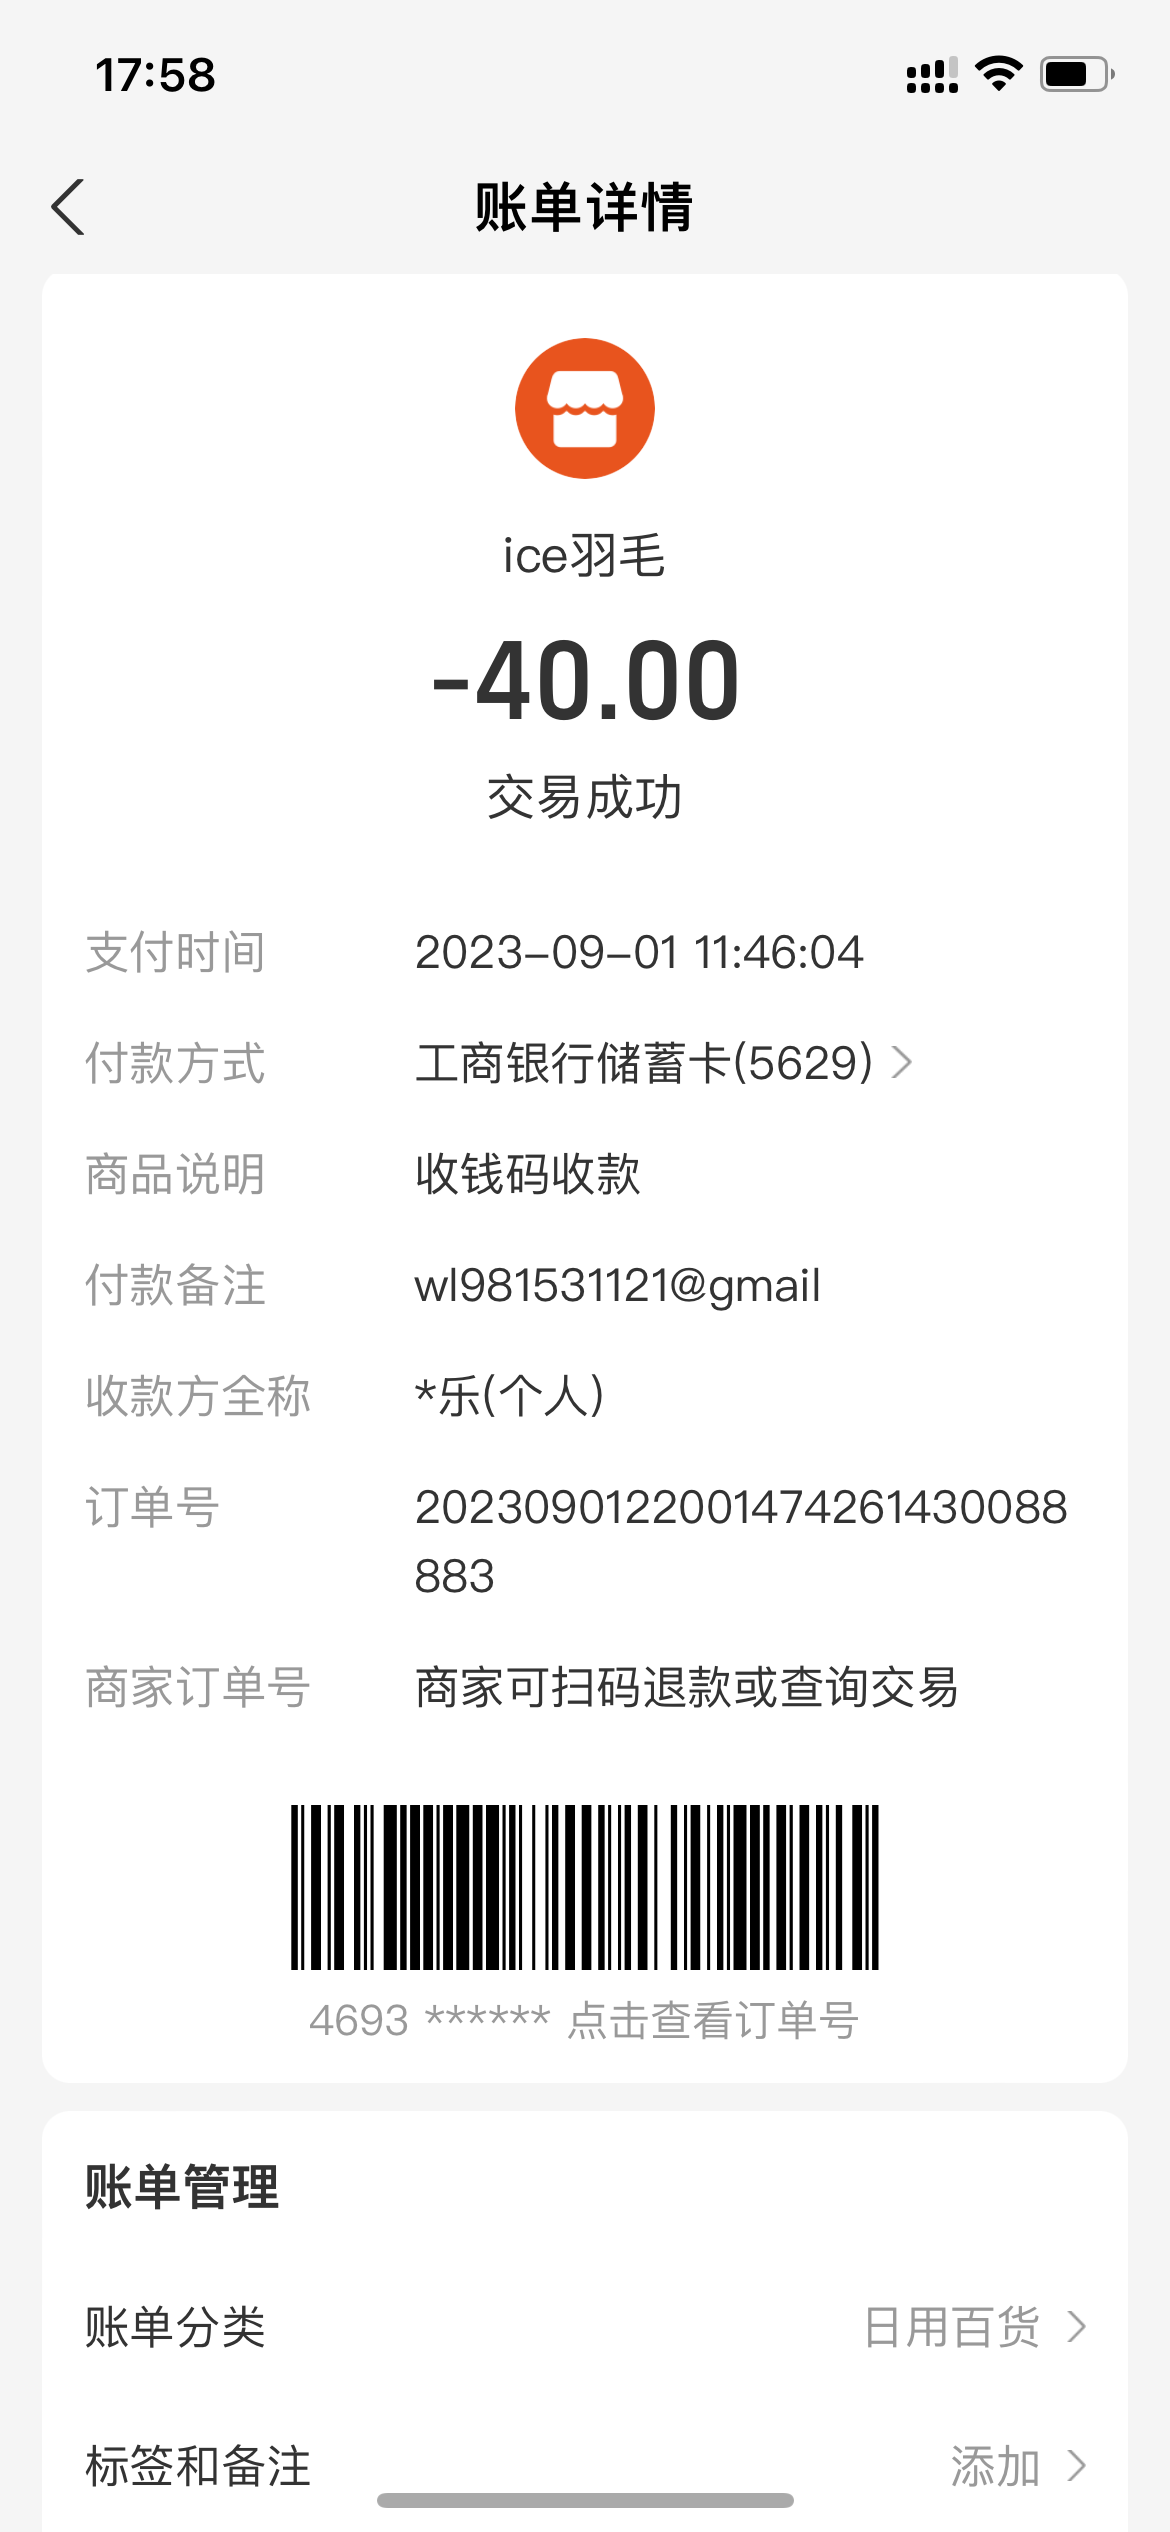 17:58
账单详情
ice羽毛
-40.00
交易成功
支付时间 2023-09-01 11:46:04
付款方式 工商银行储蓄卡(5629)
商品说明 收钱码收款
付款备注 wl981531121@gmail
收款方全称 *乐(个人)
订单号 2023090122001474261430088
883
商家订单号 商家可扫码退款或查询交易
4693 ****** 点击查看订单号
账单管理
账单分类 日用百货
标签和备注 添加